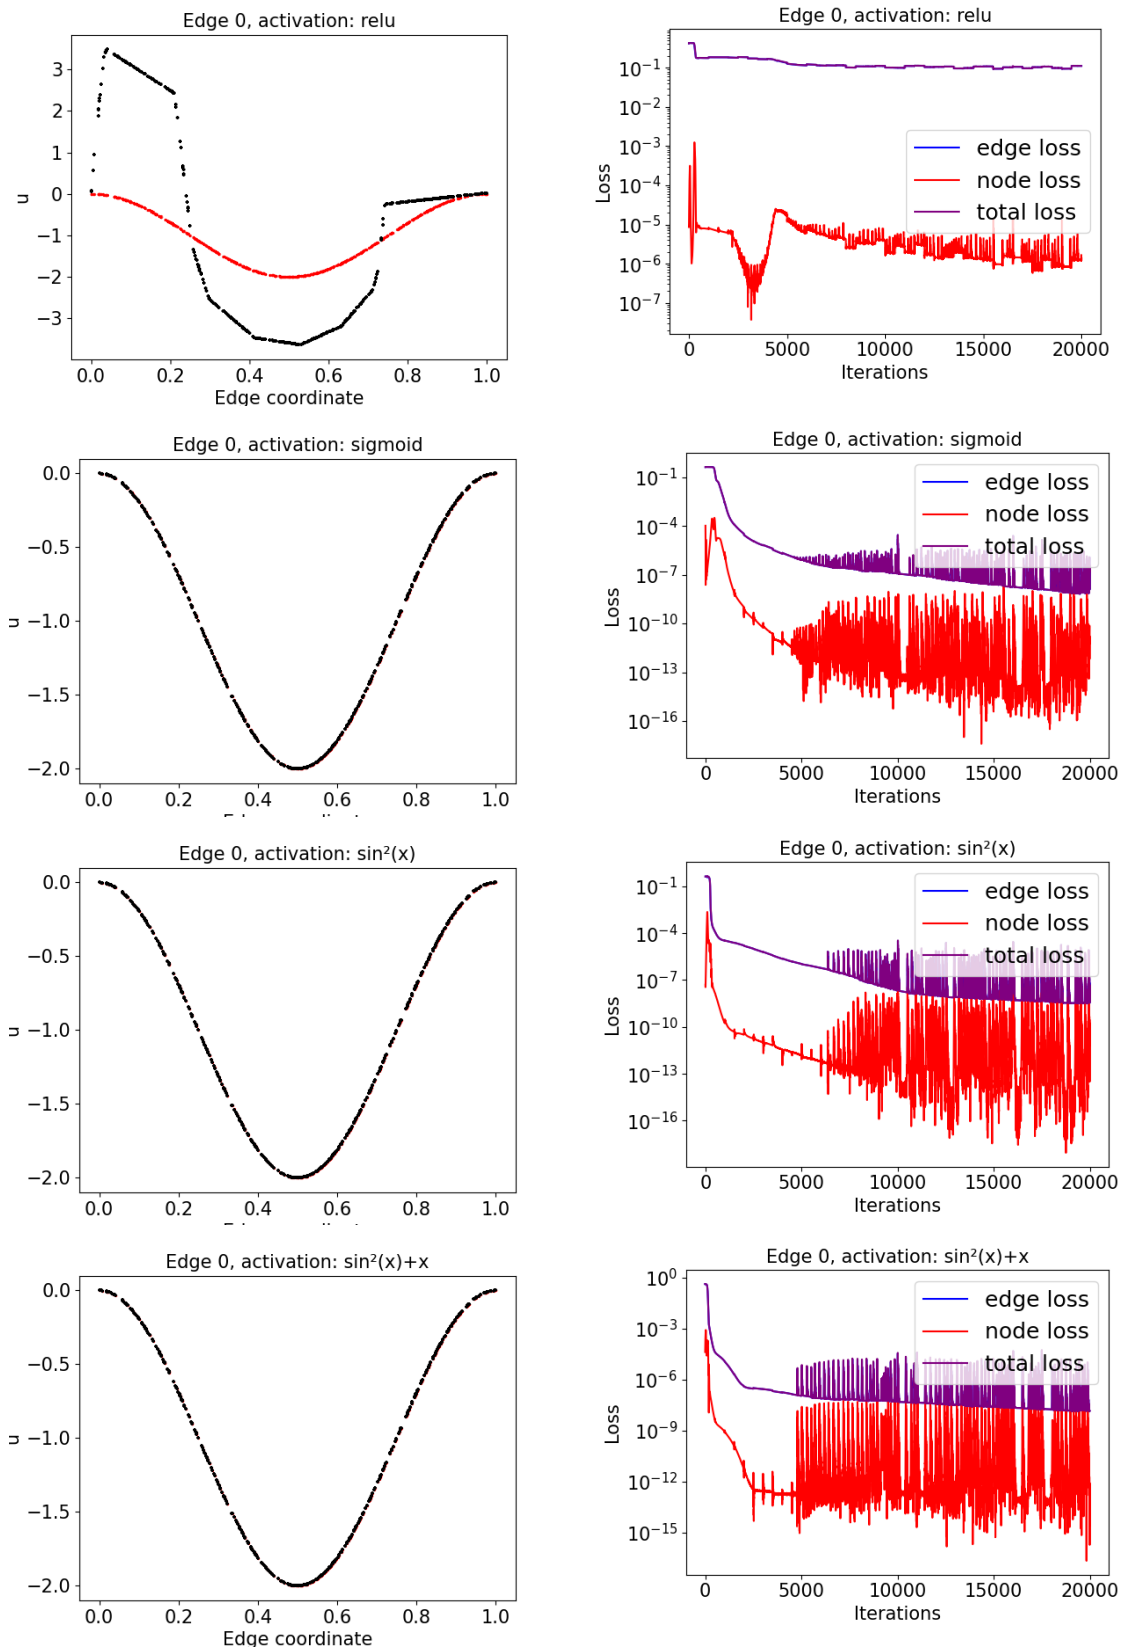 Edge 0, activation: relu
3
2
1
0
−1
−2
−3
u
0.0 0.2 0.4 0.6 0.8 1.0
Edge coordinate
Edge 0, activation: relu
10⁻¹
10⁻²
10⁻³
10⁻⁴
10⁻⁵
10⁻⁶
10⁻⁷
Loss
edge loss
node loss
total loss
0 5000 10000 15000 20000
Iterations
Edge 0, activation: sigmoid
0.0
−0.5
−1.0
−1.5
−2.0
u
0.0 0.2 0.4 0.6 0.8 1.0
Edge coordinate
Edge 0, activation: sigmoid
10⁻¹
10⁻⁴
10⁻⁷
10⁻¹⁰
10⁻¹³
10⁻¹⁶
Loss
edge loss
node loss
total loss
0 5000 10000 15000 20000
Iterations
Edge 0, activation: sin²(x)
0.0
−0.5
−1.0
−1.5
−2.0
u
0.0 0.2 0.4 0.6 0.8 1.0
Edge coordinate
Edge 0, activation: sin²(x)
10⁻¹
10⁻⁴
10⁻⁷
10⁻¹⁰
10⁻¹³
10⁻¹⁶
Loss
edge loss
node loss
total loss
0 5000 10000 15000 20000
Iterations
Edge 0, activation: sin²(x)+x
0.0
−0.5
−1.0
−1.5
−2.0
u
0.0 0.2 0.4 0.6 0.8 1.0
Edge coordinate
Edge 0, activation: sin²(x)+x
10⁰
10⁻³
10⁻⁶
10⁻⁹
10⁻¹²
10⁻¹⁵
Loss
edge loss
node loss
total loss
0 5000 10000 15000 20000
Iterations